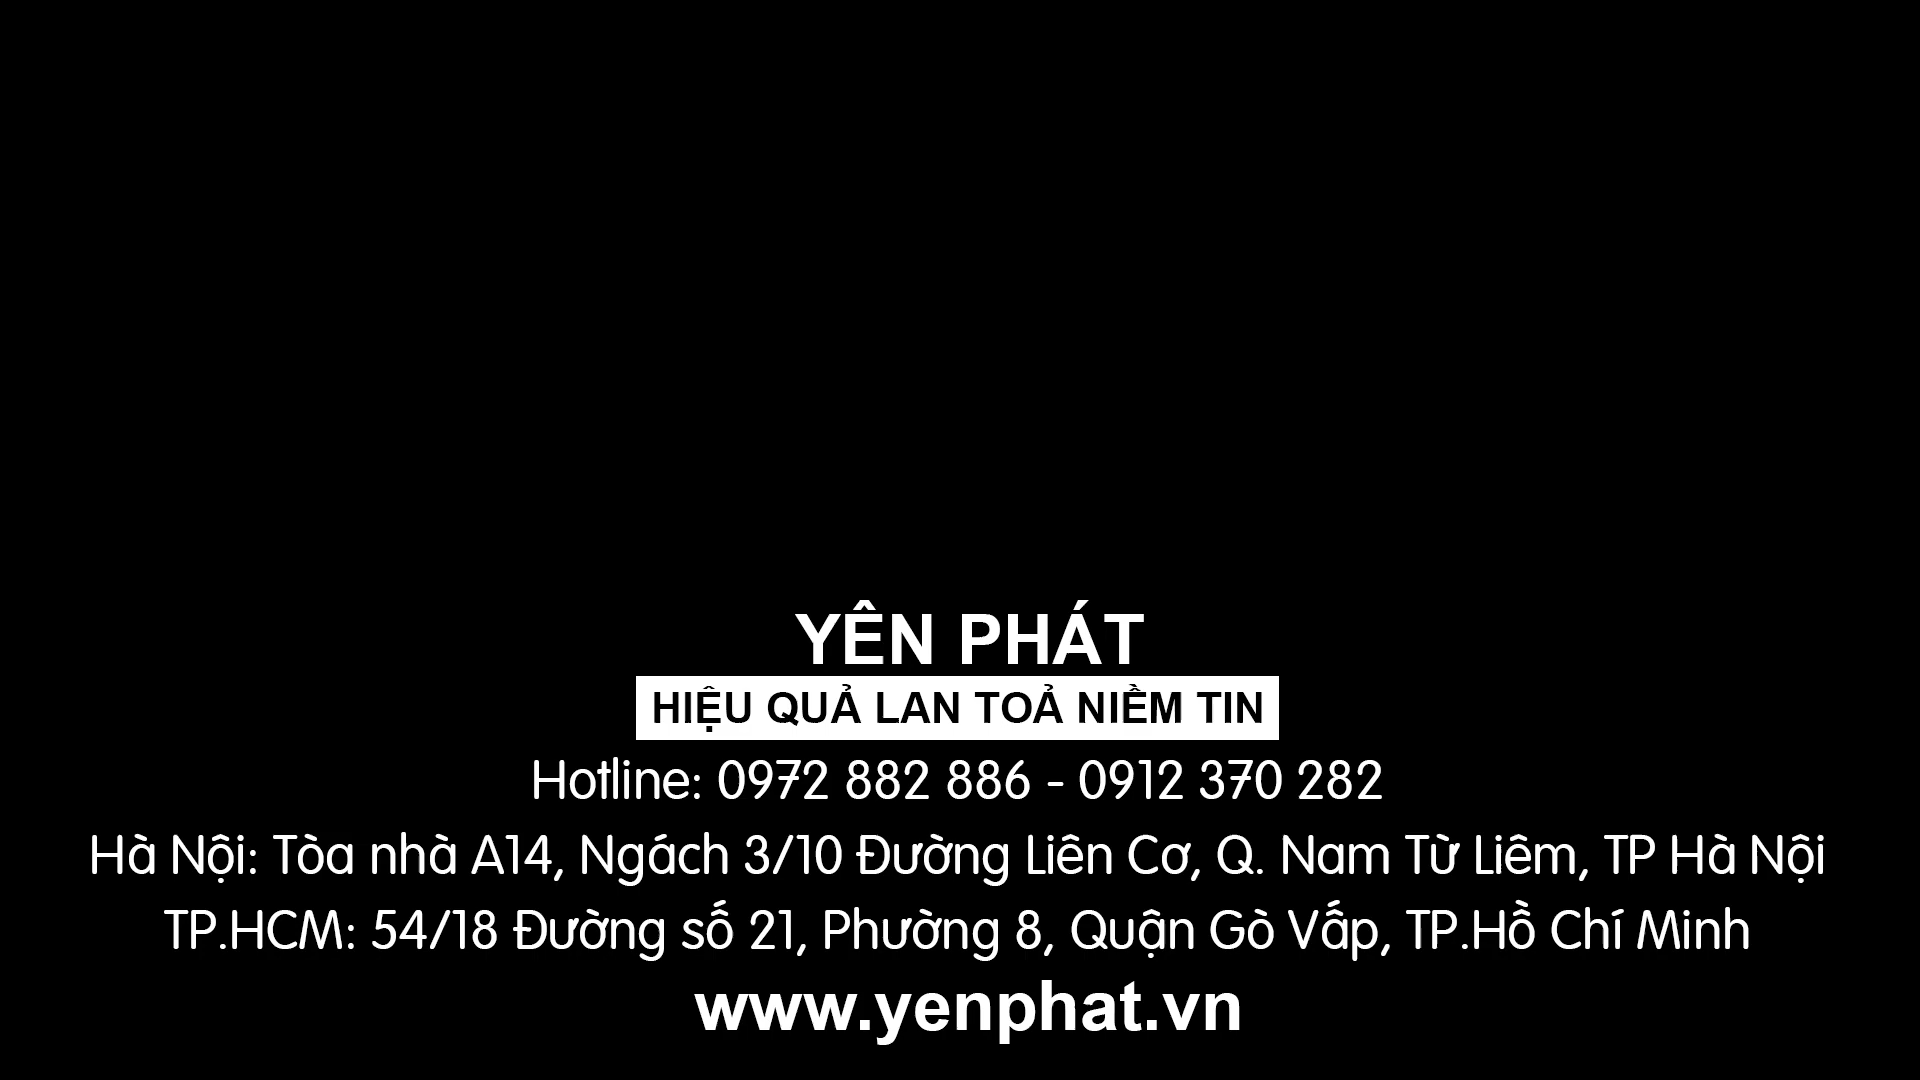 YÊN PHÁT
HIỆU QUẢ LAN TOẢ NIỀM TIN
Hotline: 0972 882 886 - 0912 370 282
Hà Nội: Tòa nhà A14, Ngách 3/10 Đường Liên Cơ, Q. Nam Từ Liêm, TP Hà Nội
TP.HCM: 54/18 Đường số 21, Phường 8, Quận Gò Vấp, TP.Hồ Chí Minh
www.yenphat.vn